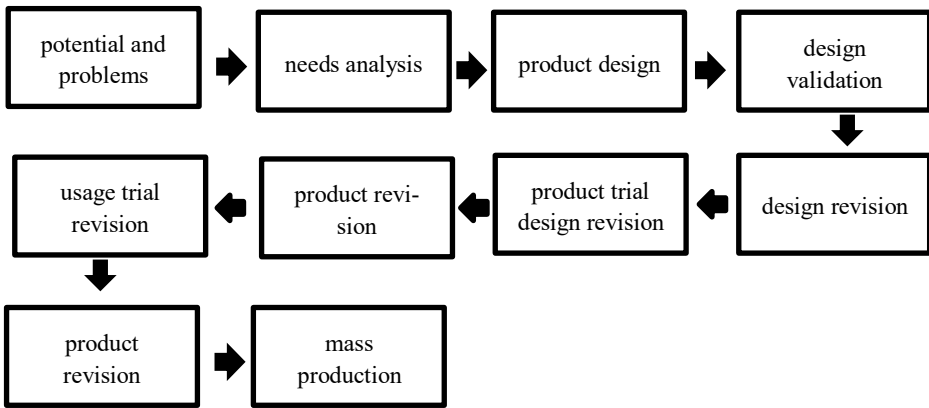 potential and
problems
needs analysis
product design
design
validation
design revision
product trial
design revision
product revi-
sion
usage trial
revision
product
revision
mass
production